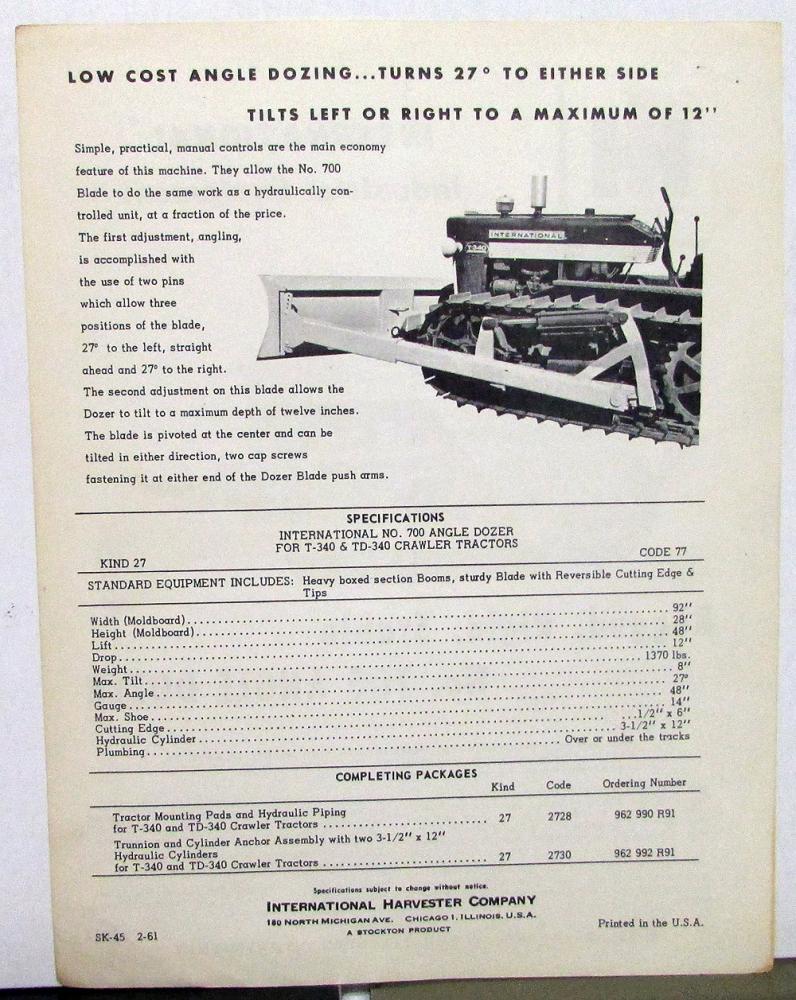 LOW COST ANGLE DOZING...TURNS 27° TO EITHER SIDE
TILTS LEFT OR RIGHT TO A MAXIMUM OF 12"
Simple, practical, manual controls are the main economy
feature of this machine. They allow the No. 700
Blade to do the same work as a hydraulically con-
trolled unit, at a fraction of the price.
The first adjustment, angling,
is accomplished with
the use of two pins
which allow three
positions of the blade,
27° to the left, straight
ahead and 27° to the right.
The second adjustment on this blade allows the
Dozer to tilt to a maximum depth of twelve inches.
The blade is pivoted at the center and can be
tilted in either direction, two cap screws
fastening it at either end of the Dozer Blade push arms.
INTERNATIONAL
T-340
SPECIFICATIONS
INTERNATIONAL NO. 700 ANGLE DOZER
FOR T-340 & TD-340 CRAWLER TRACTORS
KIND 27 CODE 77
STANDARD EQUIPMENT INCLUDES: Heavy boxed section Booms, sturdy Blade with Reversible Cutting Edge &
Tips
Width (Moldboard) 92"
Height (Moldboard) 28"
Lift 48"
Drop 12"
Weight 1370 lbs.
Max. Tilt 8"
Max. Angle 27°
Gauge 48"
Max. Shoe 14"
Cutting Edge 1/2" x 6"
Hydraulic Cylinder 3-1/2" x 12"
Plumbing Over or under the tracks
COMPLETING PACKAGES
Kind Code Ordering Number
Tractor Mounting Pads and Hydraulic Piping
for T-340 and TD-340 Crawler Tractors 27 2728 962 990 R91
Trunnion and Cylinder Anchor Assembly with two 3-1/2" x 12"
Hydraulic Cylinders
for T-340 and TD-340 Crawler Tractors 27 2730 962 992 R91
Specifications subject to change without notice.
INTERNATIONAL HARVESTER COMPANY
180 NORTH MICHIGAN AVE. CHICAGO 1, ILLINOIS, U.S.A.
A STOCKTON PRODUCT
SK-45 2-61 Printed in the U.S.A.